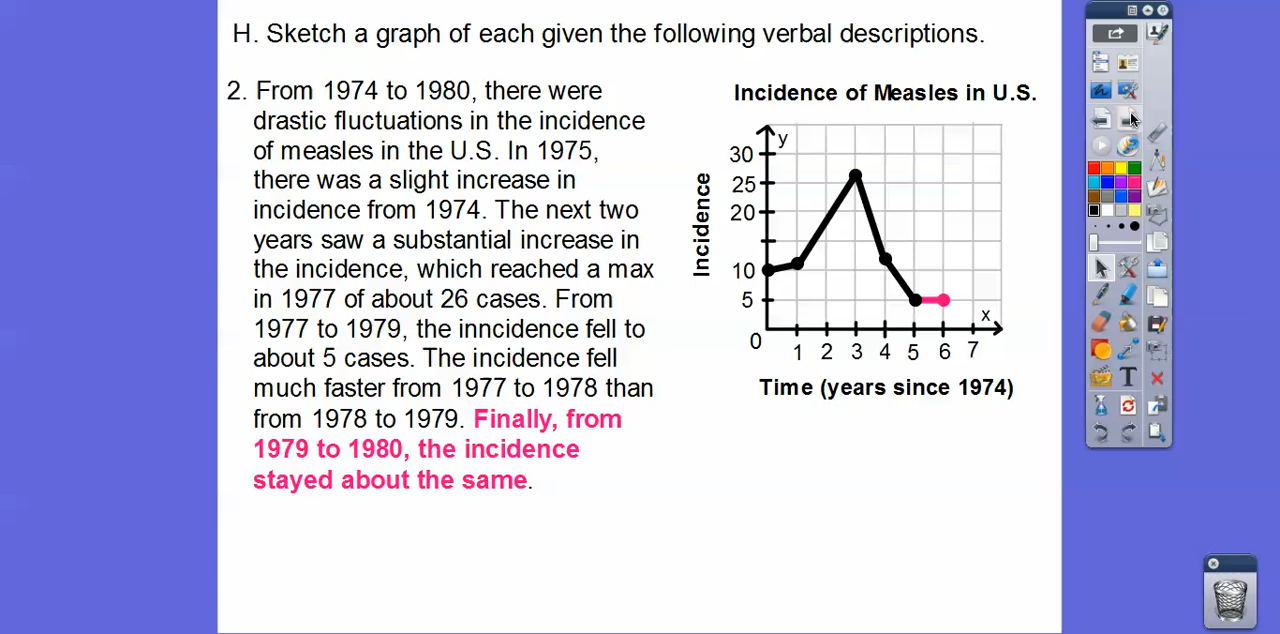 H. Sketch a graph of each given the following verbal descriptions.
2. From 1974 to 1980, there were
drastic fluctuations in the incidence
of measles in the U.S. In 1975,
there was a slight increase in
incidence from 1974. The next two
years saw a substantial increase in
the incidence, which reached a max
in 1977 of about 26 cases. From
1977 to 1979, the inncidence fell to
about 5 cases. The incidence fell
much faster from 1977 to 1978 than
from 1978 to 1979. Finally, from
1979 to 1980, the incidence
stayed about the same.
Incidence of Measles in U.S.
y
30
25
20
10
5
0
Incidence
x
1 2 3 4 5 6 7
Time (years since 1974)
T